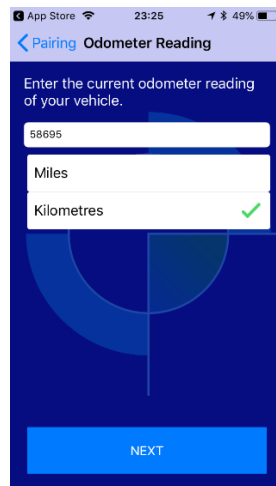 App Store 23:25 49%
Pairing Odometer Reading
Enter the current odometer reading
of your vehicle.
58695
Miles
Kilometres
NEXT